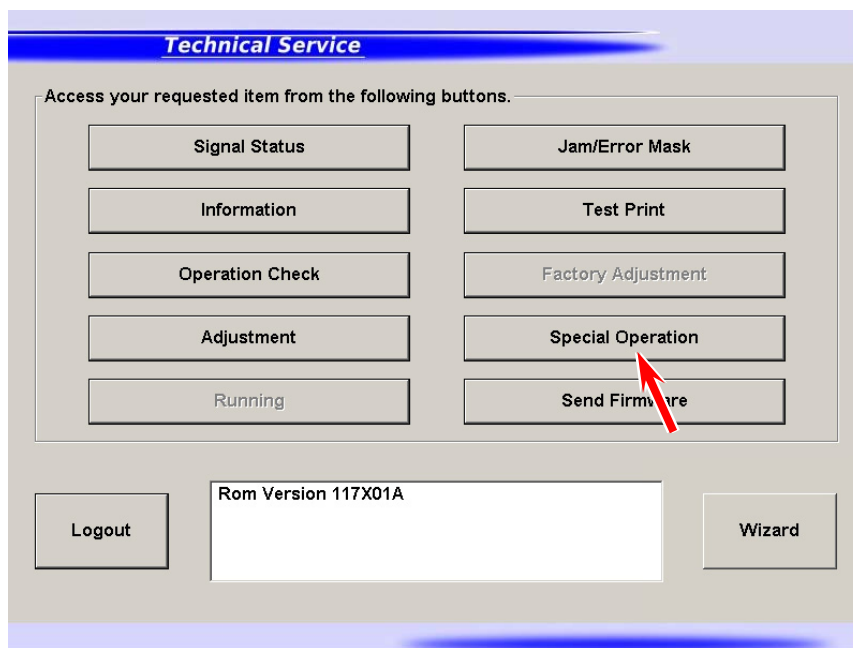 Technical Service
Access your requested item from the following buttons.
Signal Status
Jam/Error Mask
Information
Test Print
Operation Check
Factory Adjustment
Adjustment
Special Operation
Running
Send Firmware
Logout
Rom Version 117X01A
Wizard